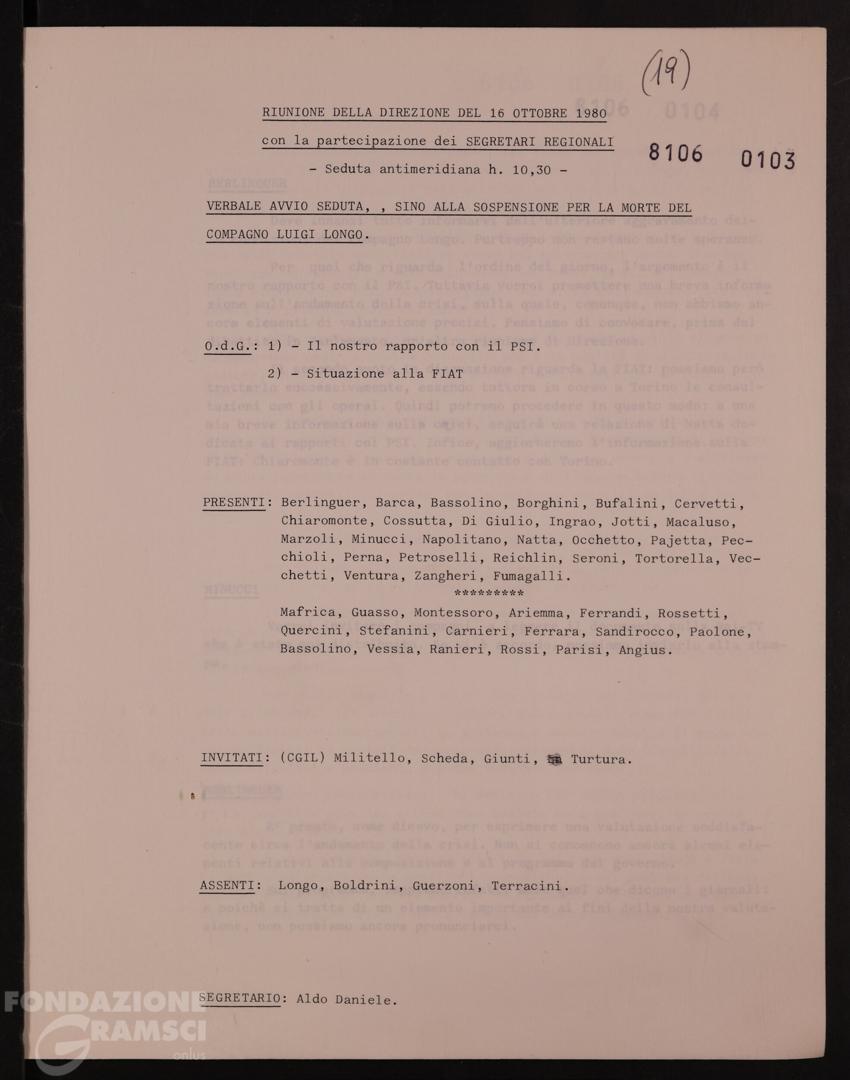 (19)
RIUNIONE DELLA DIREZIONE DEL 16 OTTOBRE 1980
con la partecipazione dei SEGRETARI REGIONALI
8106 0103
- Seduta antimeridiana h. 10,30 -
VERBALE AVVIO SEDUTA, , SINO ALLA SOSPENSIONE PER LA MORTE DEL
COMPAGNO LUIGI LONGO.
O.d.G.: 1) - Il nostro rapporto con il PSI.
2) - Situazione alla FIAT
PRESENTI: Berlinguer, Barca, Bassolino, Borghini, Bufalini, Cervetti,
Chiaromonte, Cossutta, Di Giulio, Ingrao, Jotti, Macaluso,
Marzoli, Minucci, Napolitano, Natta, Occhetto, Pajetta, Pec-
chioli, Perna, Petroselli, Reichlin, Seroni, Tortorella, Vec-
chetti, Ventura, Zangheri, Fumagalli.
*********
Mafrica, Guasso, Montessoro, Ariemma, Ferrandi, Rossetti,
Quercini, Stefanini, Carnieri, Ferrara, Sandirocco, Paolone,
Bassolino, Vessia, Ranieri, Rossi, Parisi, Angius.
INVITATI: (CGIL) Militello, Scheda, Giunti, Turtura.
ASSENTI: Longo, Boldrini, Guerzoni, Terracini.
SEGRETARIO: Aldo Daniele.
FONDAZIONE
GRAMSCI
onlus